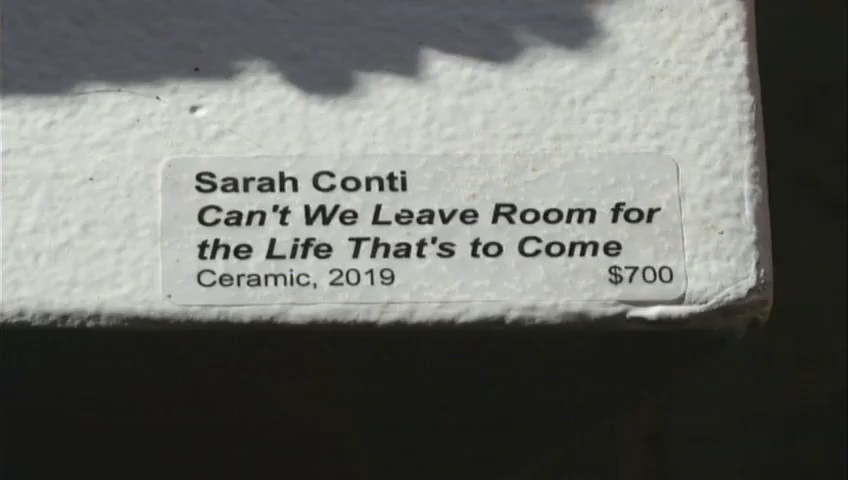 Sarah Conti
Can't We Leave Room for
the Life That's to Come
Ceramic, 2019 $700